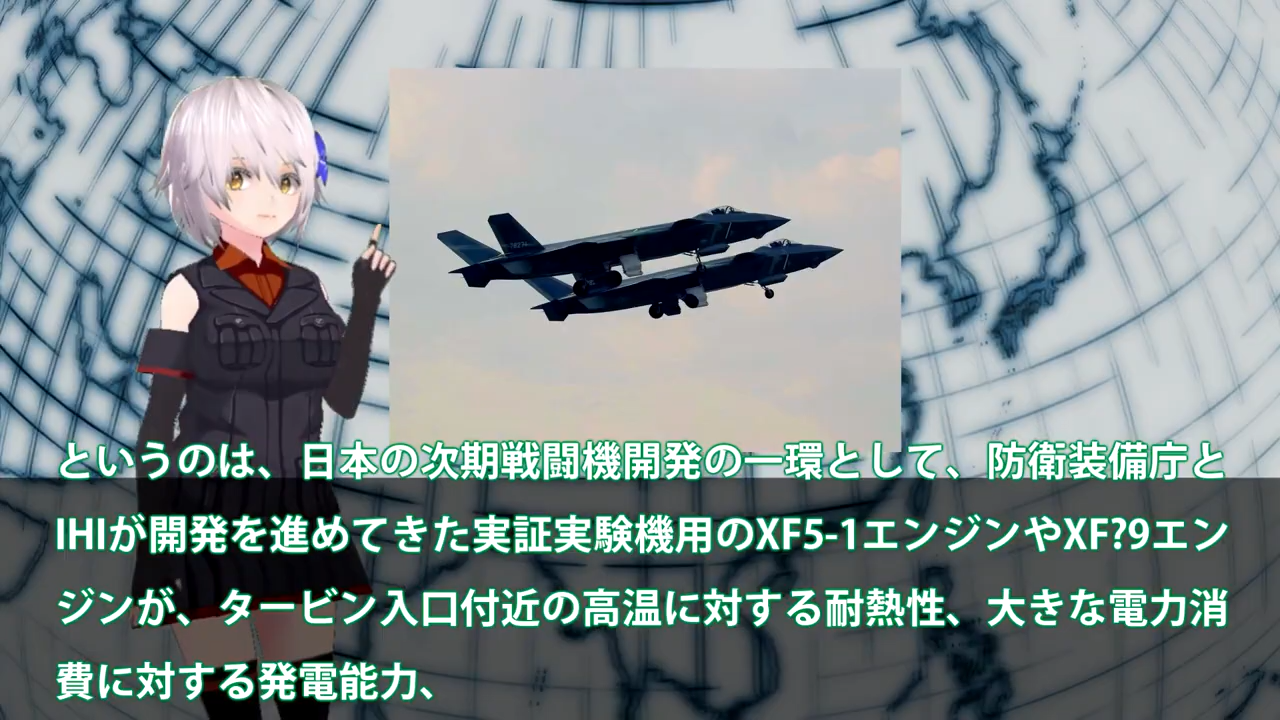 というのは、日本の次期戦闘機開発の一環として、防衛装備庁と
IHIが開発を進めてきた実証実験機用のXF5-1エンジンやXF?9エン
ジンが、タービン入口付近の高温に対する耐熱性、大きな電力消
費に対する発電能力、